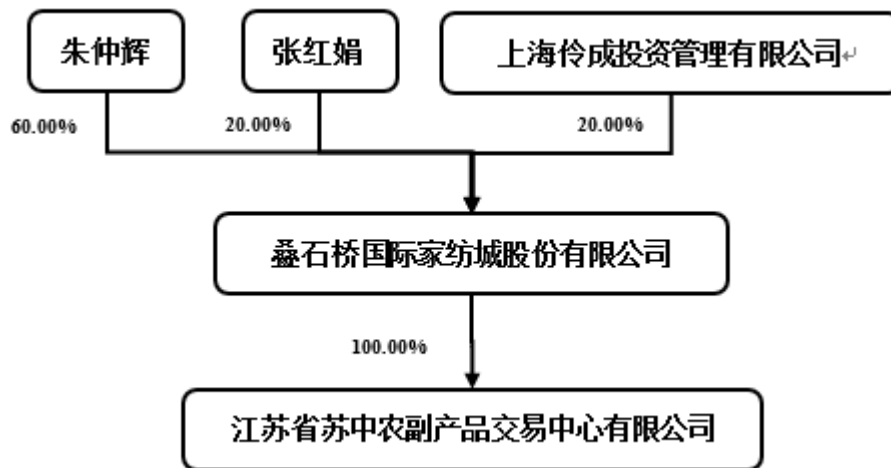 朱仲辉
张红娟
上海伶成投资管理有限公司
60.00%
20.00%
20.00%
叠石桥国际家纺城股份有限公司
100.00%
江苏省苏中农副产品交易中心有限公司